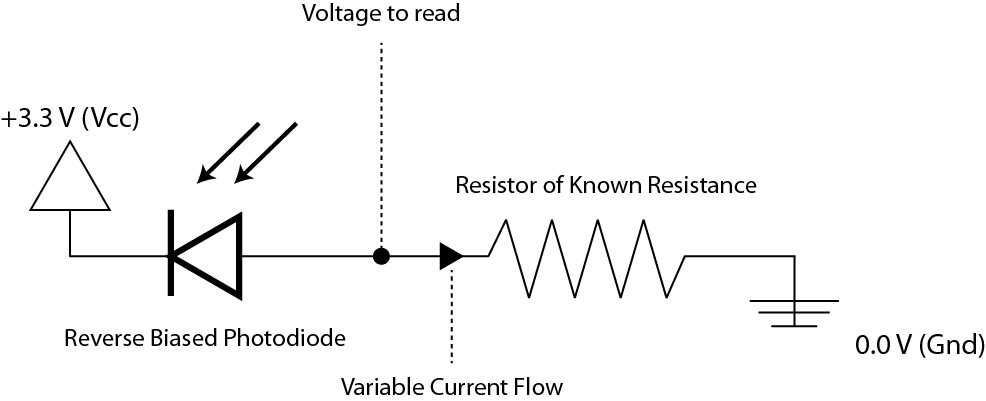 Voltage to read
+3.3 V (Vcc)
Resistor of Known Resistance
Reverse Biased Photodiode
0.0 V (Gnd)
Variable Current Flow